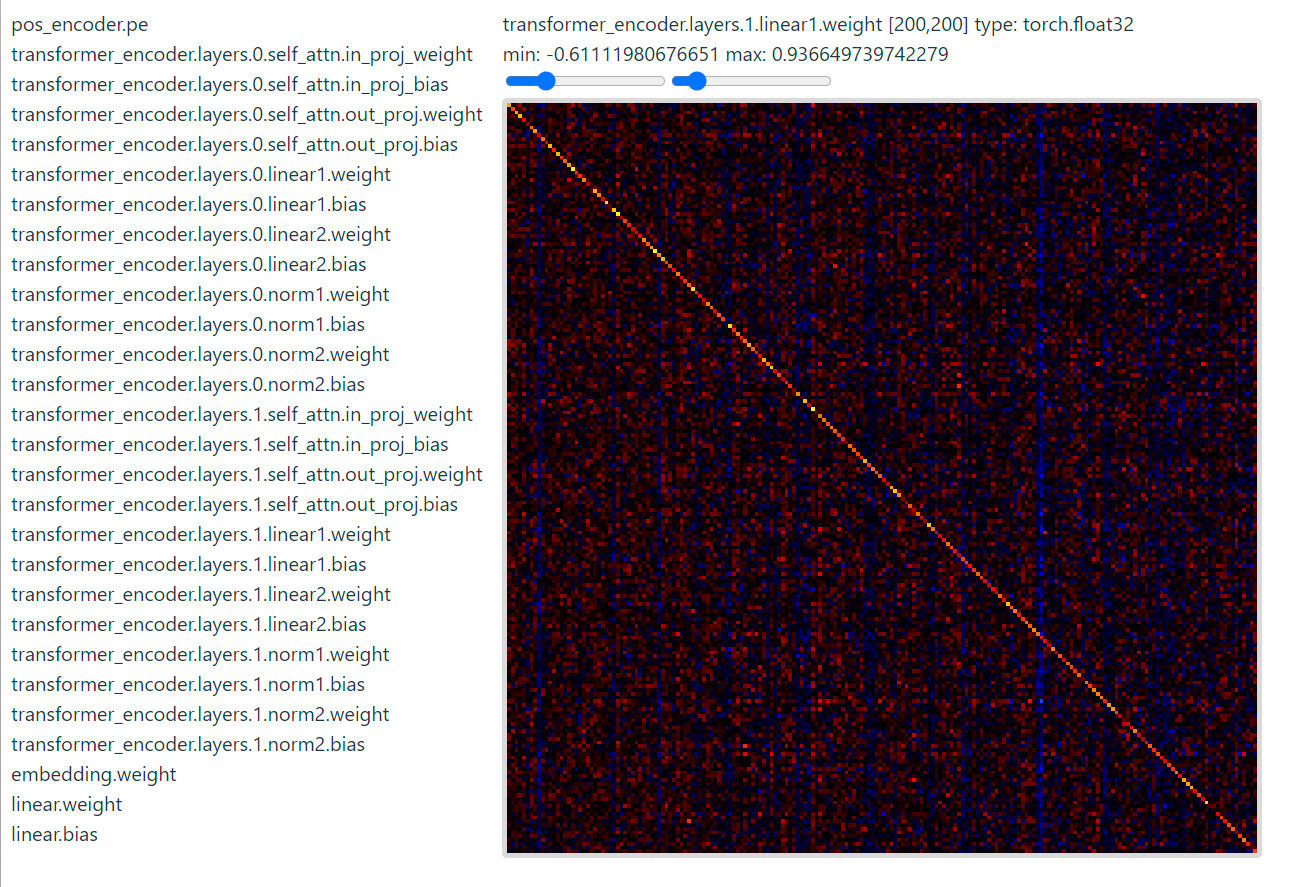 pos_encoder.pe
transformer_encoder.layers.0.self_attn.in_proj_weight
transformer_encoder.layers.0.self_attn.in_proj_bias
transformer_encoder.layers.0.self_attn.out_proj.weight
transformer_encoder.layers.0.self_attn.out_proj.bias
transformer_encoder.layers.0.linear1.weight
transformer_encoder.layers.0.linear1.bias
transformer_encoder.layers.0.linear2.weight
transformer_encoder.layers.0.linear2.bias
transformer_encoder.layers.0.norm1.weight
transformer_encoder.layers.0.norm1.bias
transformer_encoder.layers.0.norm2.weight
transformer_encoder.layers.0.norm2.bias
transformer_encoder.layers.1.self_attn.in_proj_weight
transformer_encoder.layers.1.self_attn.in_proj_bias
transformer_encoder.layers.1.self_attn.out_proj.weight
transformer_encoder.layers.1.self_attn.out_proj.bias
transformer_encoder.layers.1.linear1.weight
transformer_encoder.layers.1.linear1.bias
transformer_encoder.layers.1.linear2.weight
transformer_encoder.layers.1.linear2.bias
transformer_encoder.layers.1.norm1.weight
transformer_encoder.layers.1.norm1.bias
transformer_encoder.layers.1.norm2.weight
transformer_encoder.layers.1.norm2.bias
embedding.weight
linear.weight
linear.bias
transformer_encoder.layers.1.linear1.weight [200,200] type: torch.float32
min: -0.61111980676651 max: 0.936649739742279